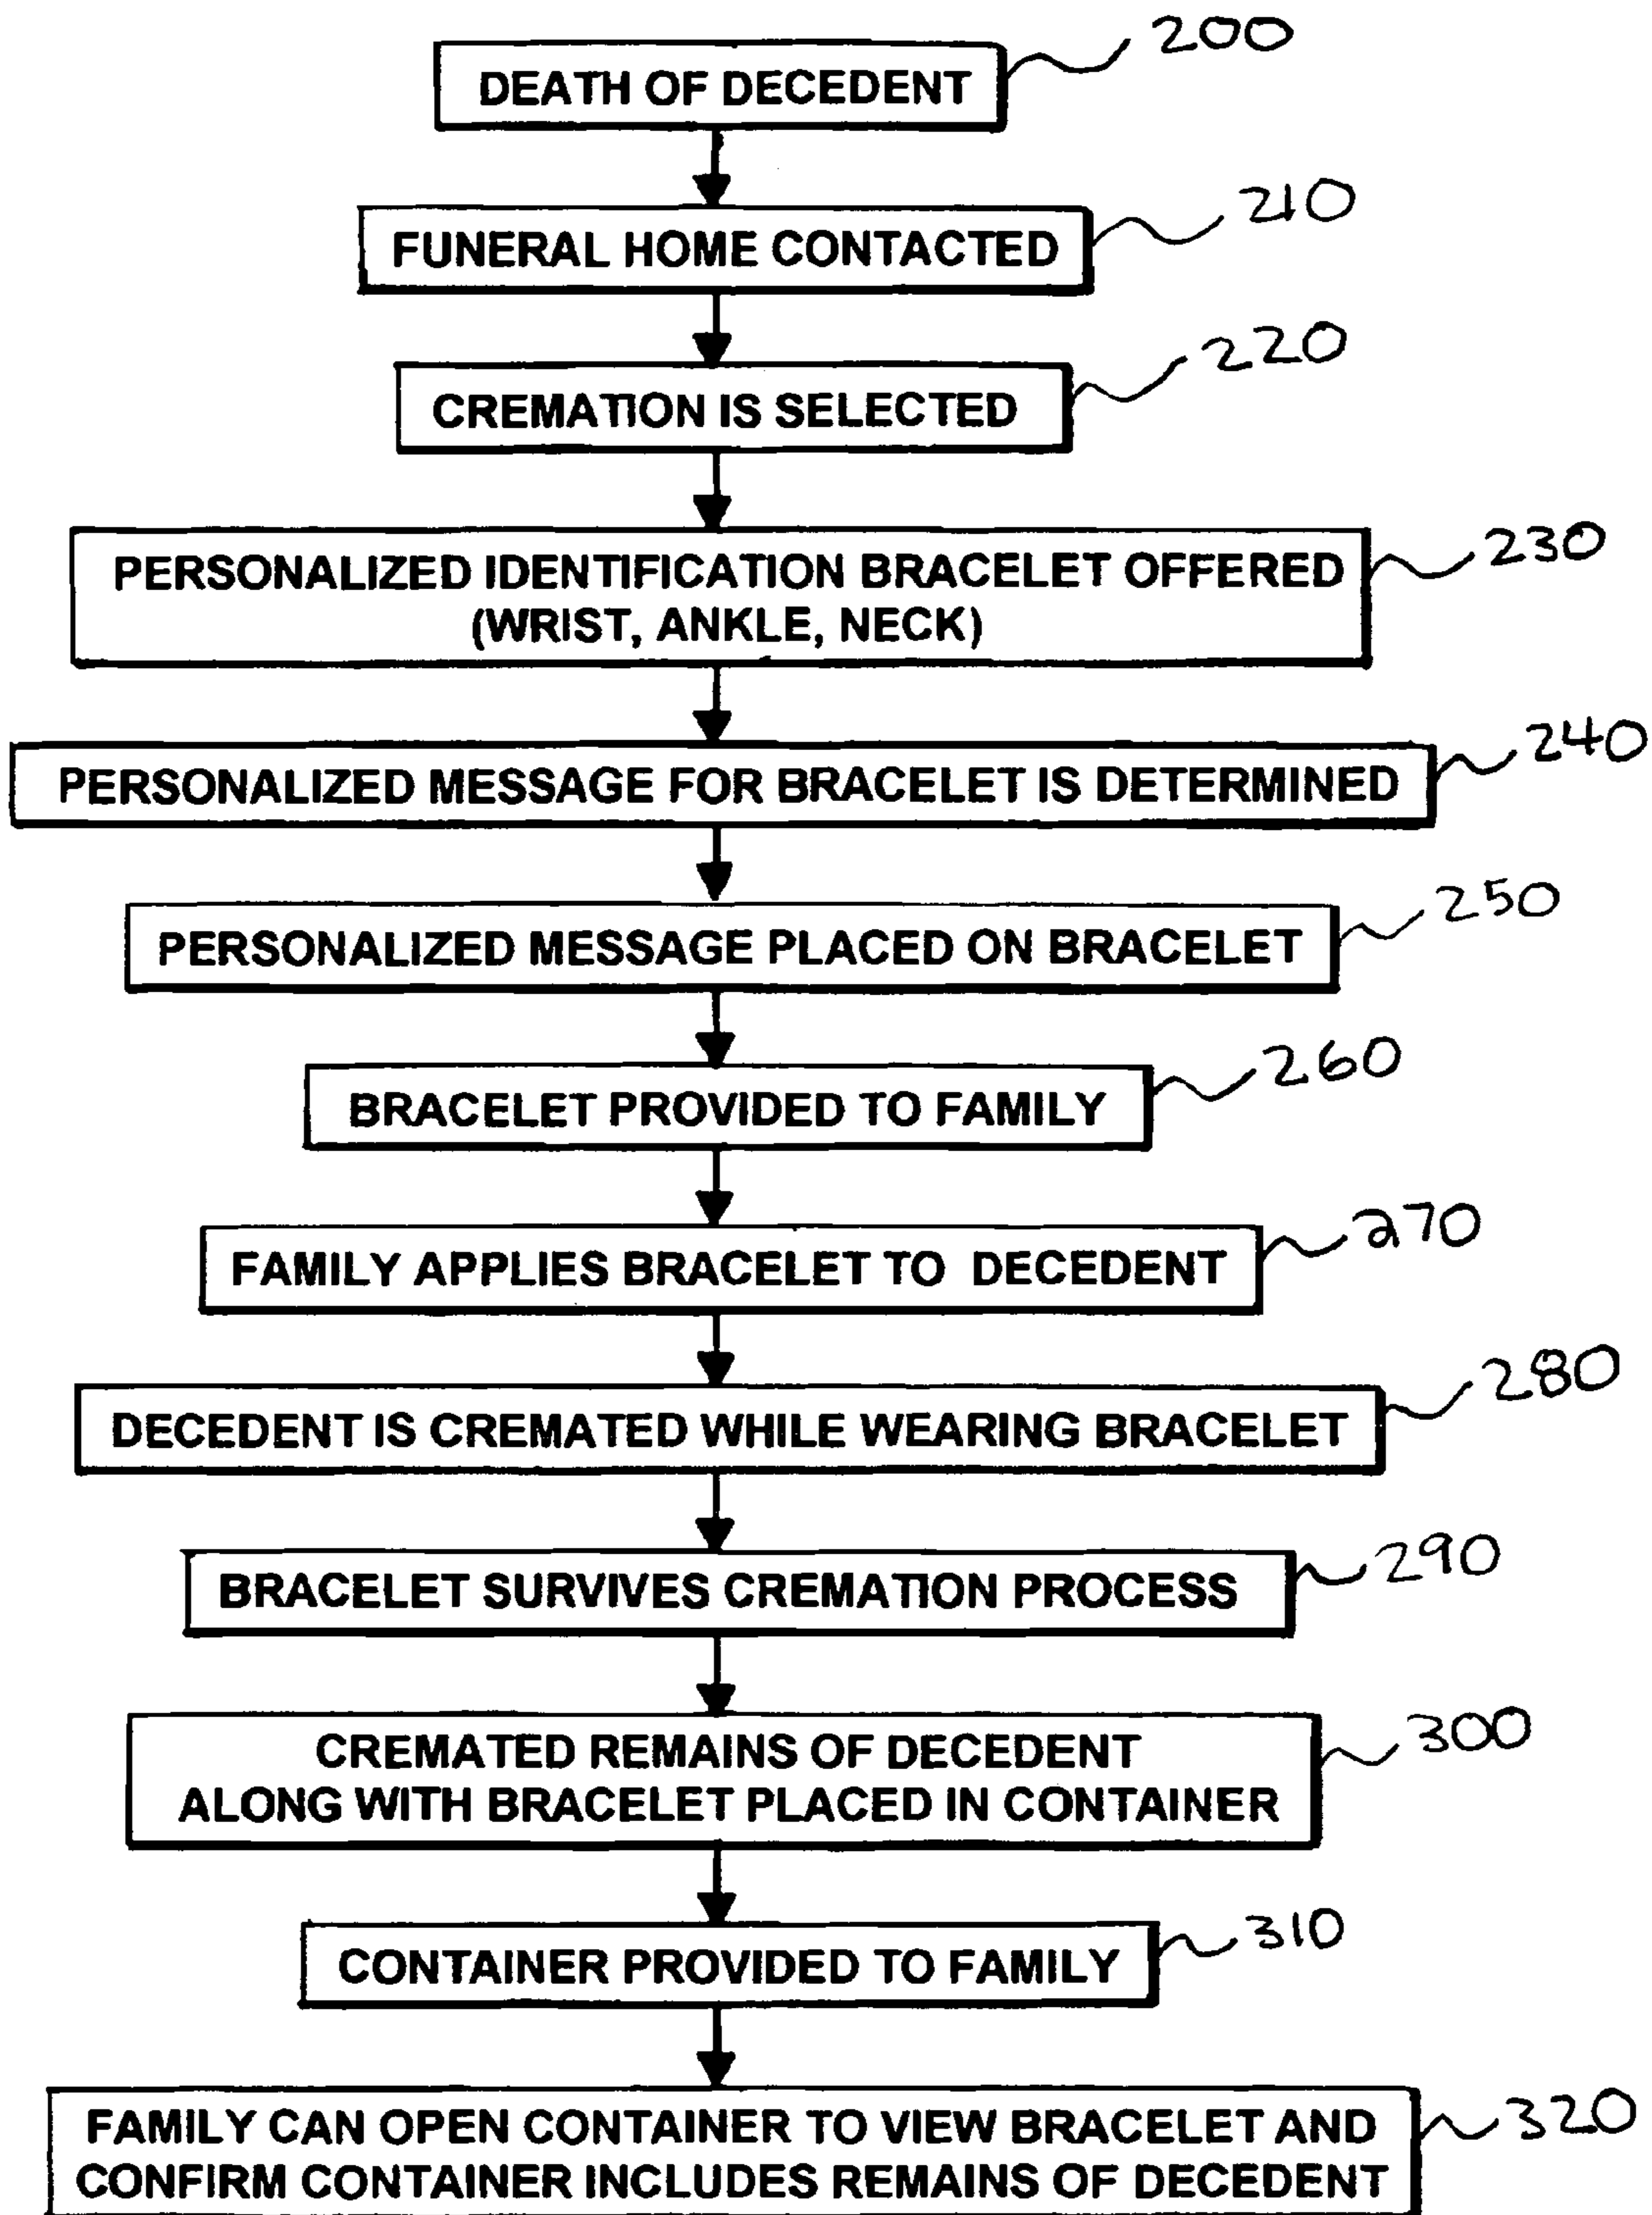 200
DEATH OF DECEDENT
210
FUNERAL HOME CONTACTED
220
CREMATION IS SELECTED
230
PERSONALIZED IDENTIFICATION BRACELET OFFERED
(WRIST, ANKLE, NECK)
240
PERSONALIZED MESSAGE FOR BRACELET IS DETERMINED
250
PERSONALIZED MESSAGE PLACED ON BRACELET
260
BRACELET PROVIDED TO FAMILY
270
FAMILY APPLIES BRACELET TO DECEDENT
280
DECEDENT IS CREMATED WHILE WEARING BRACELET
290
BRACELET SURVIVES CREMATION PROCESS
300
CREMATED REMAINS OF DECEDENT
ALONG WITH BRACELET PLACED IN CONTAINER
310
CONTAINER PROVIDED TO FAMILY
320
FAMILY CAN OPEN CONTAINER TO VIEW BRACELET AND
CONFIRM CONTAINER INCLUDES REMAINS OF DECEDENT